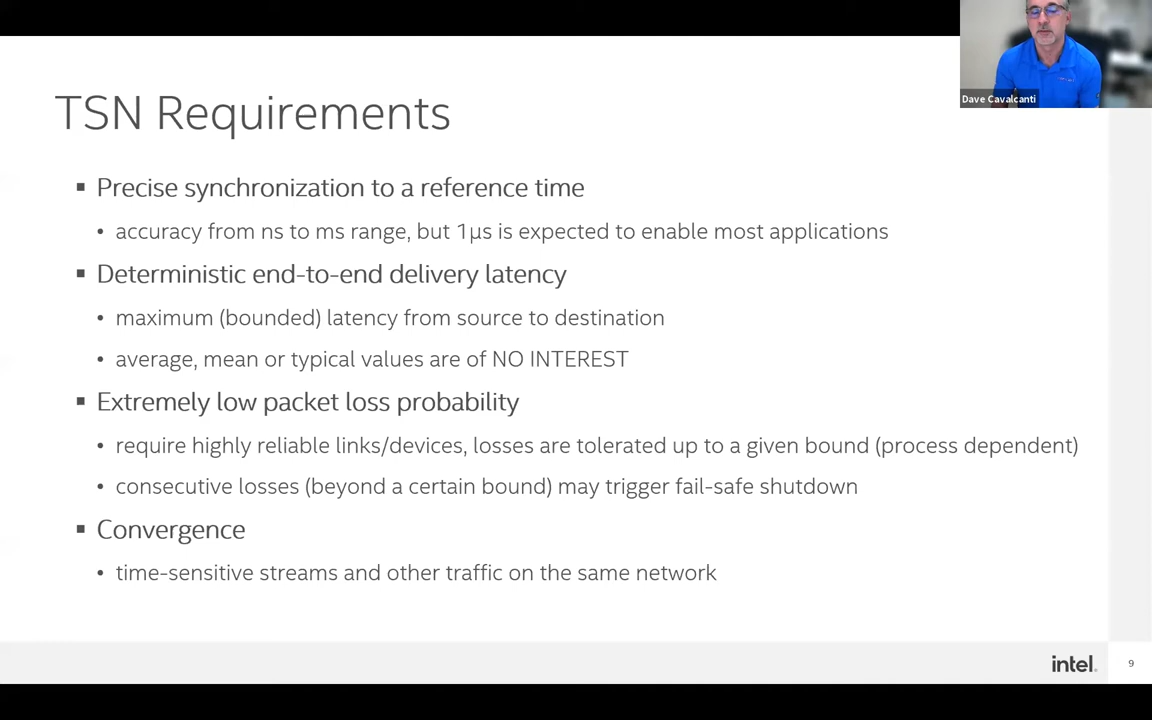 Dave Cavalcanti
TSN Requirements
▪ Precise synchronization to a reference time
• accuracy from ns to ms range, but 1µs is expected to enable most applications
▪ Deterministic end-to-end delivery latency
• maximum (bounded) latency from source to destination
• average, mean or typical values are of NO INTEREST
▪ Extremely low packet loss probability
• require highly reliable links/devices, losses are tolerated up to a given bound (process dependent)
• consecutive losses (beyond a certain bound) may trigger fail-safe shutdown
▪ Convergence
• time-sensitive streams and other traffic on the same network
intel.
9